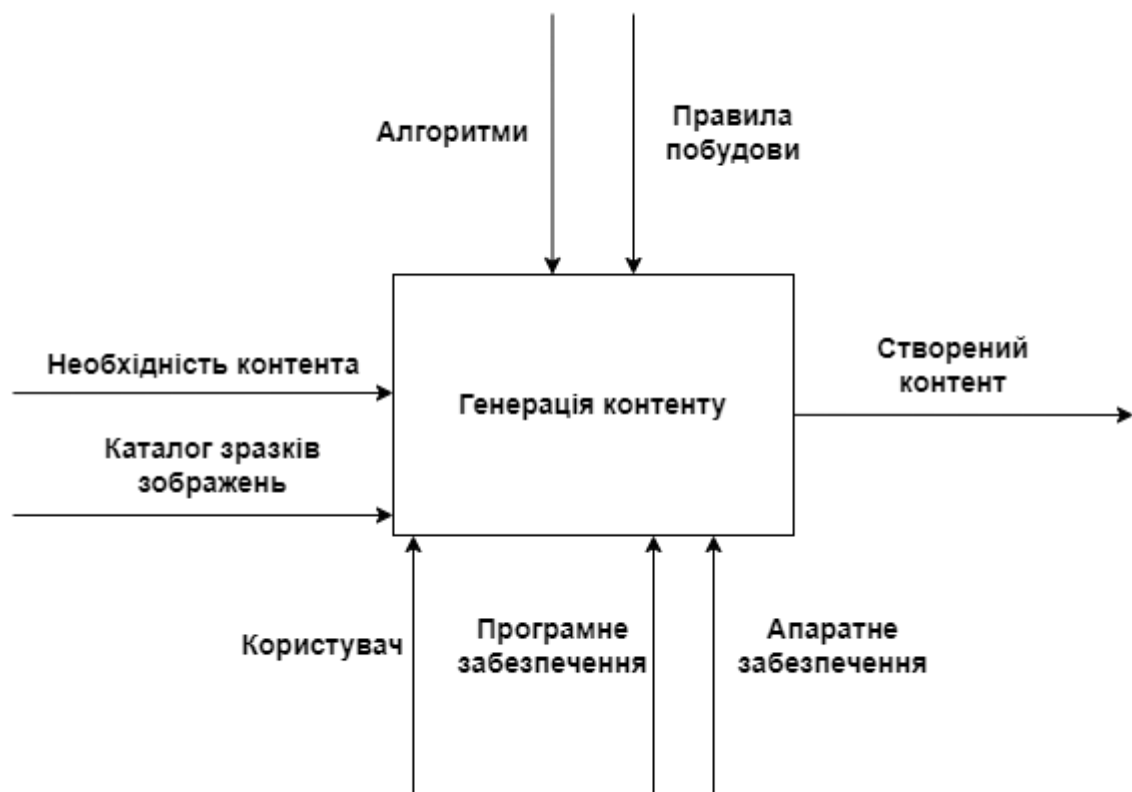 Алгоритми
Правила
побудови
Необхідність контента
Генерація контенту
Створений
контент
Каталог зразків
зображень
Користувач
Програмне
забезпечення
Апаратне
забезпечення